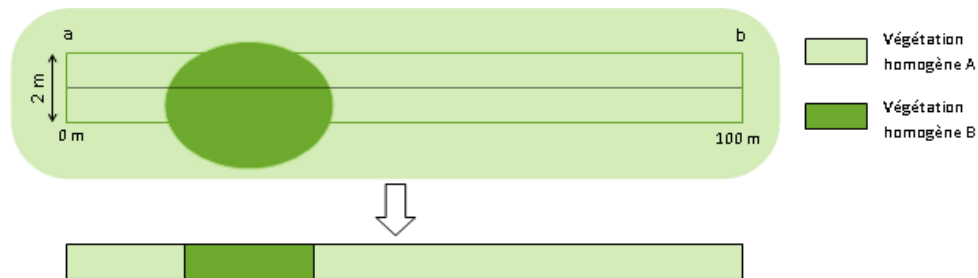 a
b
2 m
0 m
100 m
Végétation
homogène A
Végétation
homogène B